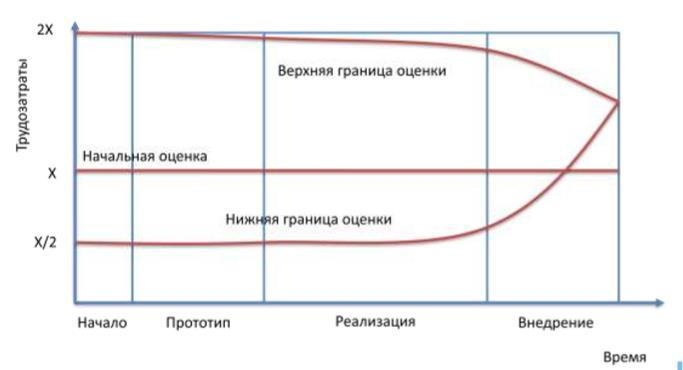 2X
Трудозатраты
Верхняя граница оценки
Начальная оценка
X
Нижняя граница оценки
X/2
Начало
Прототип
Реализация
Внедрение
Время